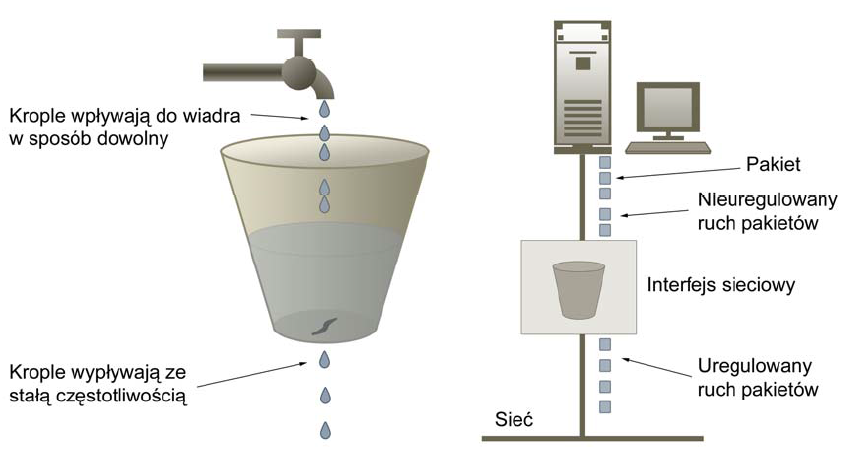 Krople wpływają do wiadra
w sposób dowolny
Krople wypływają ze
stałą częstotliwością
Pakiet
Nieuregulowany
ruch pakietów
Interfejs sieciowy
Uregulowany
ruch pakietów
Sieć